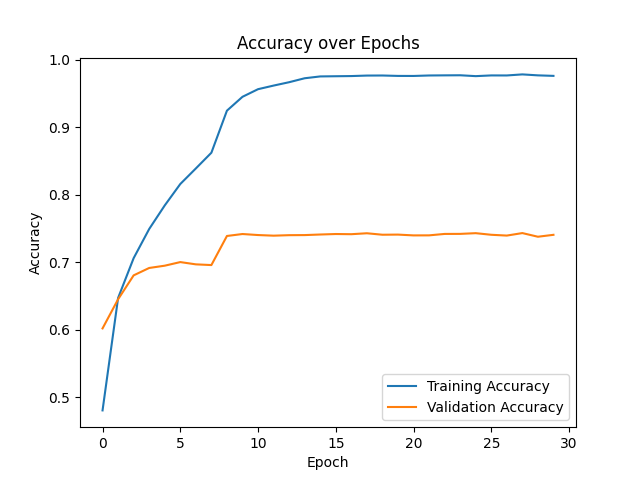 Accuracy over Epochs
1.0
0.9
0.8
0.7
0.6
0.5
Accuracy
0
5
10
15
20
25
30
Epoch
Training Accuracy
Validation Accuracy